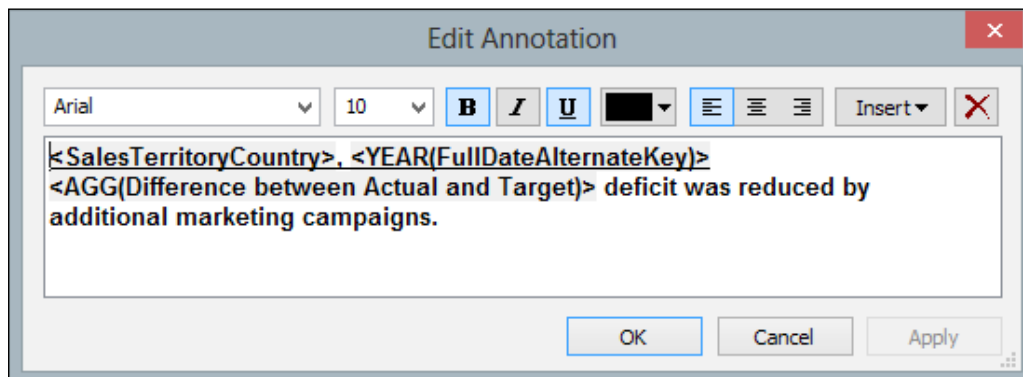 Edit Annotation
Arial 10 B I U Insert
<SalesTerritoryCountry>, <YEAR(FullDateAlternateKey)>
<AGG(Difference between Actual and Target)> deficit was reduced by
additional marketing campaigns.
OK Cancel Apply